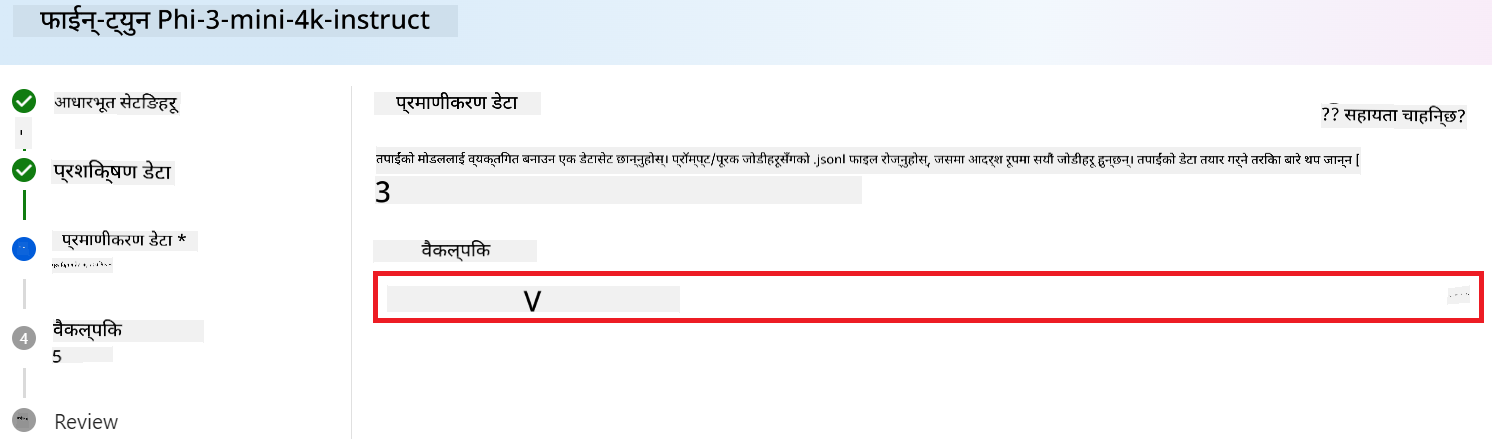 फाईन-ट्युन Phi-3-mini-4k-instruct
आधारभूत सेटिङहरू
प्रशिक्षण डेटा
प्रमाणीकरण डेटा *
4
वैकल्पिक
5
Review
प्रमाणीकरण डेटा
?? सहायता चाहिन्छ?
तपाईंको मोडललाई व्यक्तिगत बनाउन एक डेटासेट छान्नुहोस्। प्रॉम्प्ट/पूरक जोडीहरूसँगको .jsonl फाइल रोज्नुहोस्, जसमा आदर्श रूपमा सयौं जोडीहरू हुन्छन्। तपाईंको डेटा तयार गर्ने तरिका बारे थप जान्न [
3
वैकल्पिक
V